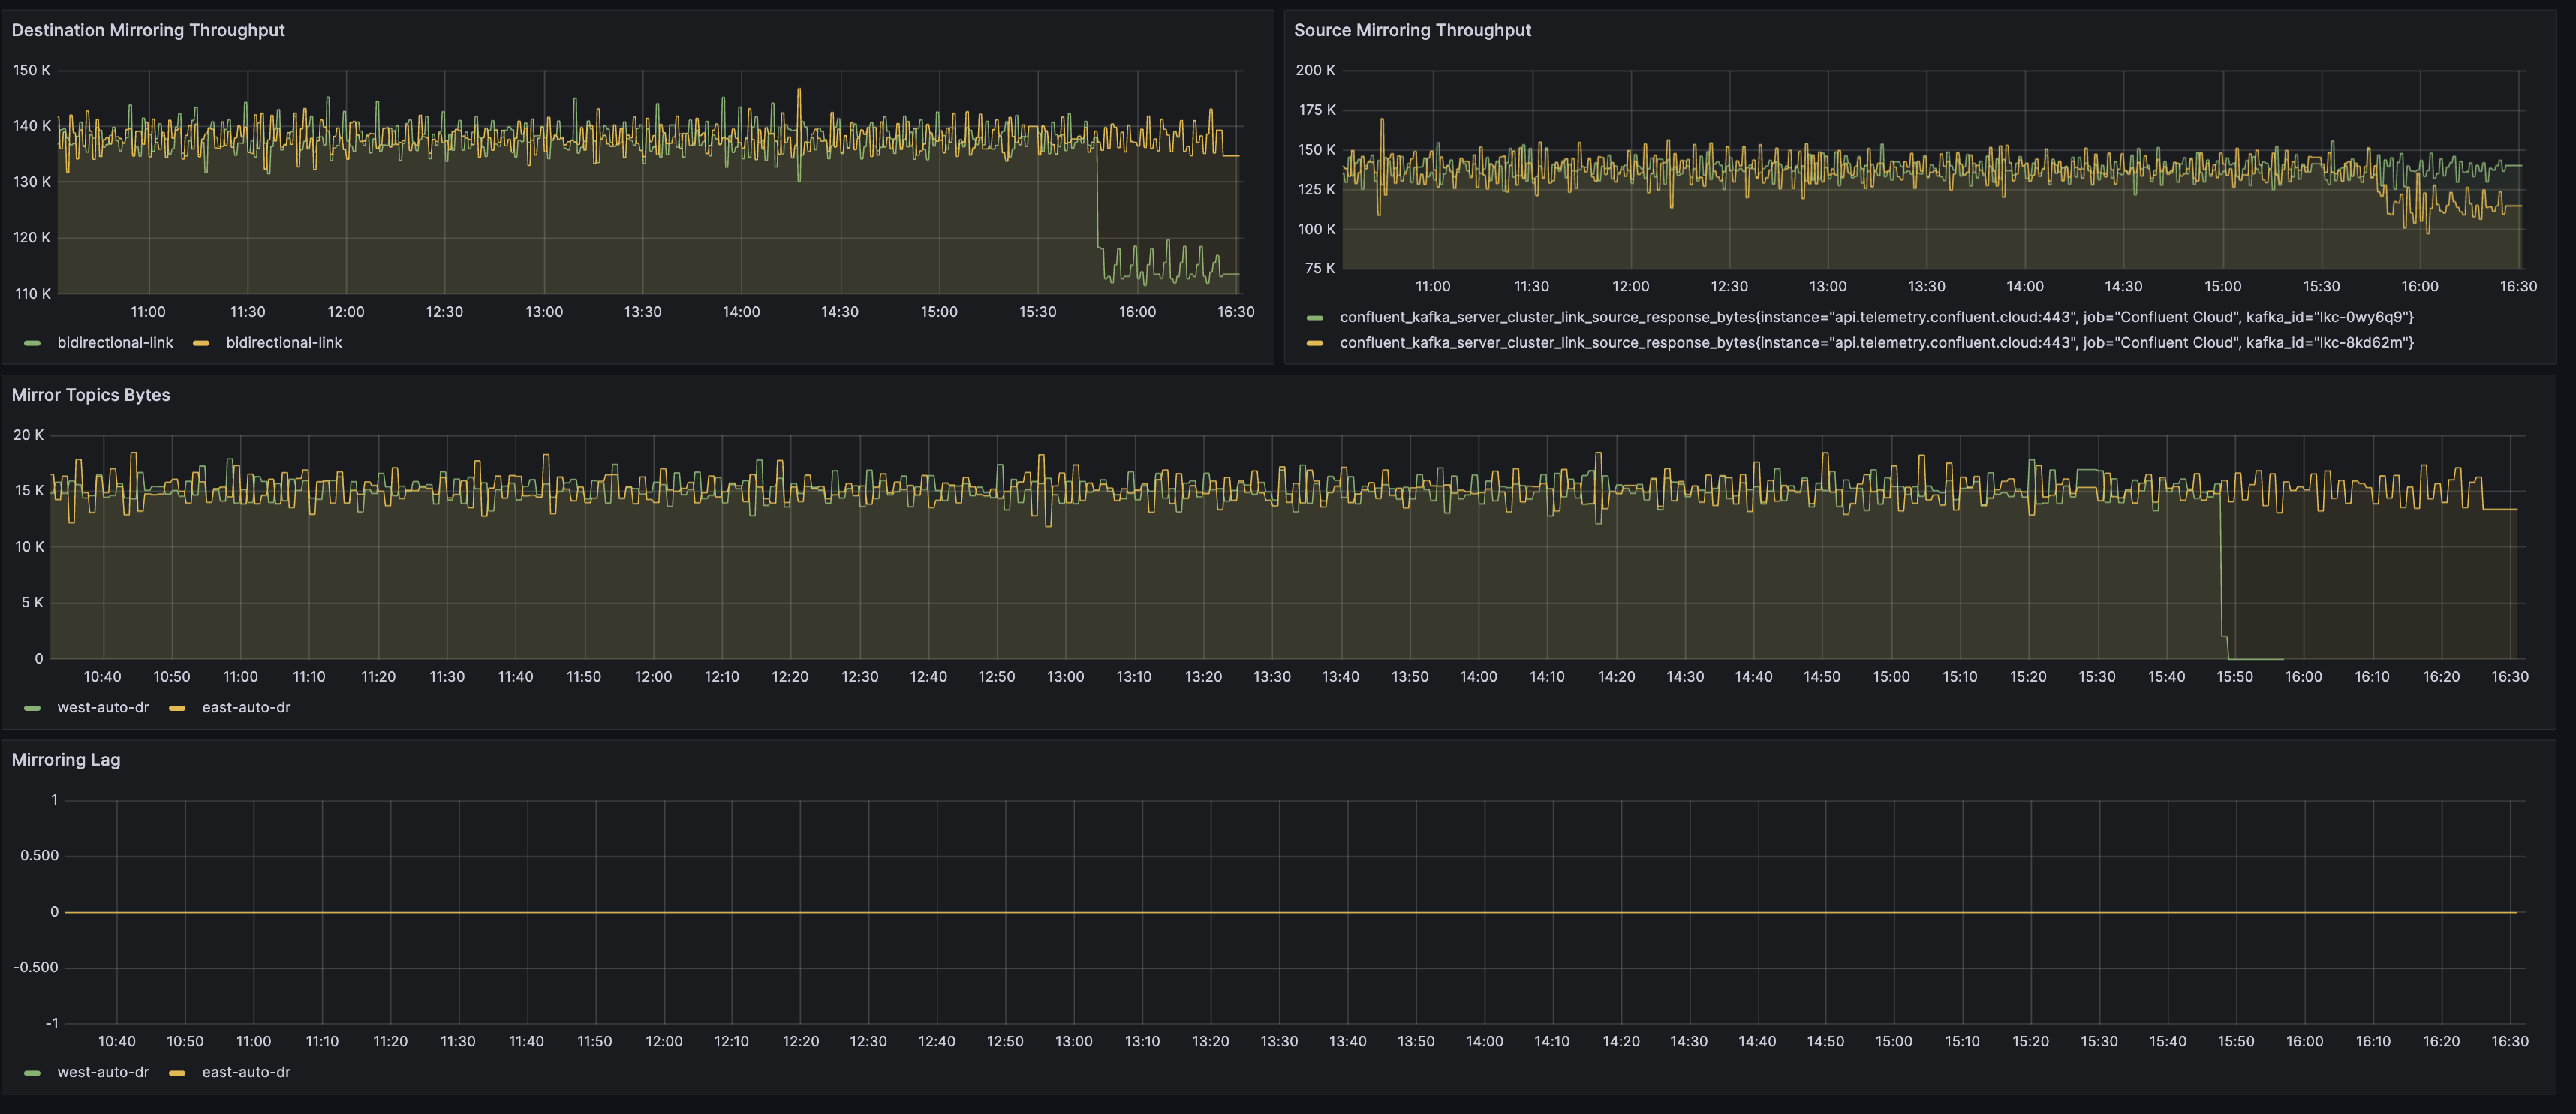 Destination Mirroring Throughput
150 K
140 K
130 K
120 K
110 K
11:00 11:30 12:00 12:30 13:00 13:30 14:00 14:30 15:00 15:30 16:00 16:30
bidirectional-link bidirectional-link
Source Mirroring Throughput
200 K
175 K
150 K
125 K
100 K
75 K
11:00 11:30 12:00 12:30 13:00 13:30 14:00 14:30 15:00 15:30 16:00 16:30
confluent_kafka_server_cluster_link_source_response_bytes{instance="api.telemetry.confluent.cloud:443", job="Confluent Cloud", kafka_id="lkc-0wy6q9"}
confluent_kafka_server_cluster_link_source_response_bytes{instance="api.telemetry.confluent.cloud:443", job="Confluent Cloud", kafka_id="lkc-8kd62m"}
Mirror Topics Bytes
20 K
15 K
10 K
5 K
0
10:40 10:50 11:00 11:10 11:20 11:30 11:40 11:50 12:00 12:10 12:20 12:30 12:40 12:50 13:00 13:10 13:20 13:30 13:40 13:50 14:00 14:10 14:20 14:30 14:40 14:50 15:00 15:10 15:20 15:30 15:40 15:50 16:00 16:10 16:20 16:30
west-auto-dr east-auto-dr
Mirroring Lag
1
0.500
0
-0.500
-1
10:40 10:50 11:00 11:10 11:20 11:30 11:40 11:50 12:00 12:10 12:20 12:30 12:40 12:50 13:00 13:10 13:20 13:30 13:40 13:50 14:00 14:10 14:20 14:30 14:40 14:50 15:00 15:10 15:20 15:30 15:40 15:50 16:00 16:10 16:20 16:30
west-auto-dr east-auto-dr